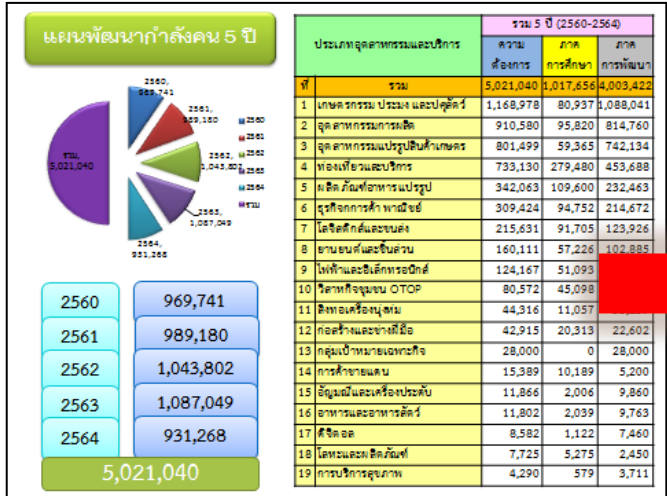 แผนพัฒนากำลังคน 5 ปี
2560, 969,741
2561, 989,180
2562, 1,043,802
2563, 1,087,049
2564, 931,268
รวม, 5,021,040
2560
2561
2562
2563
2564
รวม
2560 969,741
2561 989,180
2562 1,043,802
2563 1,087,049
2564 931,268
5,021,040
ประเภทอุตสาหกรรมและบริการ รวม 5 ปี (2560-2564)
ความต้องการ ภาคการศึกษา ภาคการพัฒนา
ที่ รวม 5,021,040 1,017,656 4,003,422
1 เกษตรกรรม ประมง และปศุสัตว์ 1,168,978 80,937 1,088,041
2 อุตสาหกรรมการผลิต 910,580 95,820 814,760
3 อุตสาหกรรมแปรรูปสินค้าเกษตร 801,499 59,365 742,134
4 ท่องเที่ยวและบริการ 733,130 279,480 453,688
5 ผลิตภัณฑ์อาหารแปรรูป 342,063 109,600 232,463
6 ธุรกิจการค้า พาณิชย์ 309,424 94,752 214,672
7 โลจิสติกส์และขนส่ง 215,631 91,705 123,926
8 ยานยนต์และชิ้นส่วน 160,111 57,226 102,885
9 ไฟฟ้าและอิเล็กทรอนิกส์ 124,167 51,093
10 วิสาหกิจชุมชน OTOP 80,572 45,098
11 สิ่งทอเครื่องนุ่งห่ม 44,316 11,057
12 ก่อสร้างและช่างฝีมือ 42,915 20,313 22,602
13 กลุ่มเป้าหมายเฉพาะกิจ 28,000 0 28,000
14 การค้าชายแดน 15,389 10,189 5,200
15 อัญมณีและเครื่องประดับ 11,866 2,006 9,860
16 อาหารและอาหารสัตว์ 11,802 2,039 9,763
17 ดิจิตอล 8,582 1,122 7,460
18 โลหะและผลิตภัณฑ์ 7,725 5,275 2,450
19 การบริการสุขภาพ 4,290 579 3,711